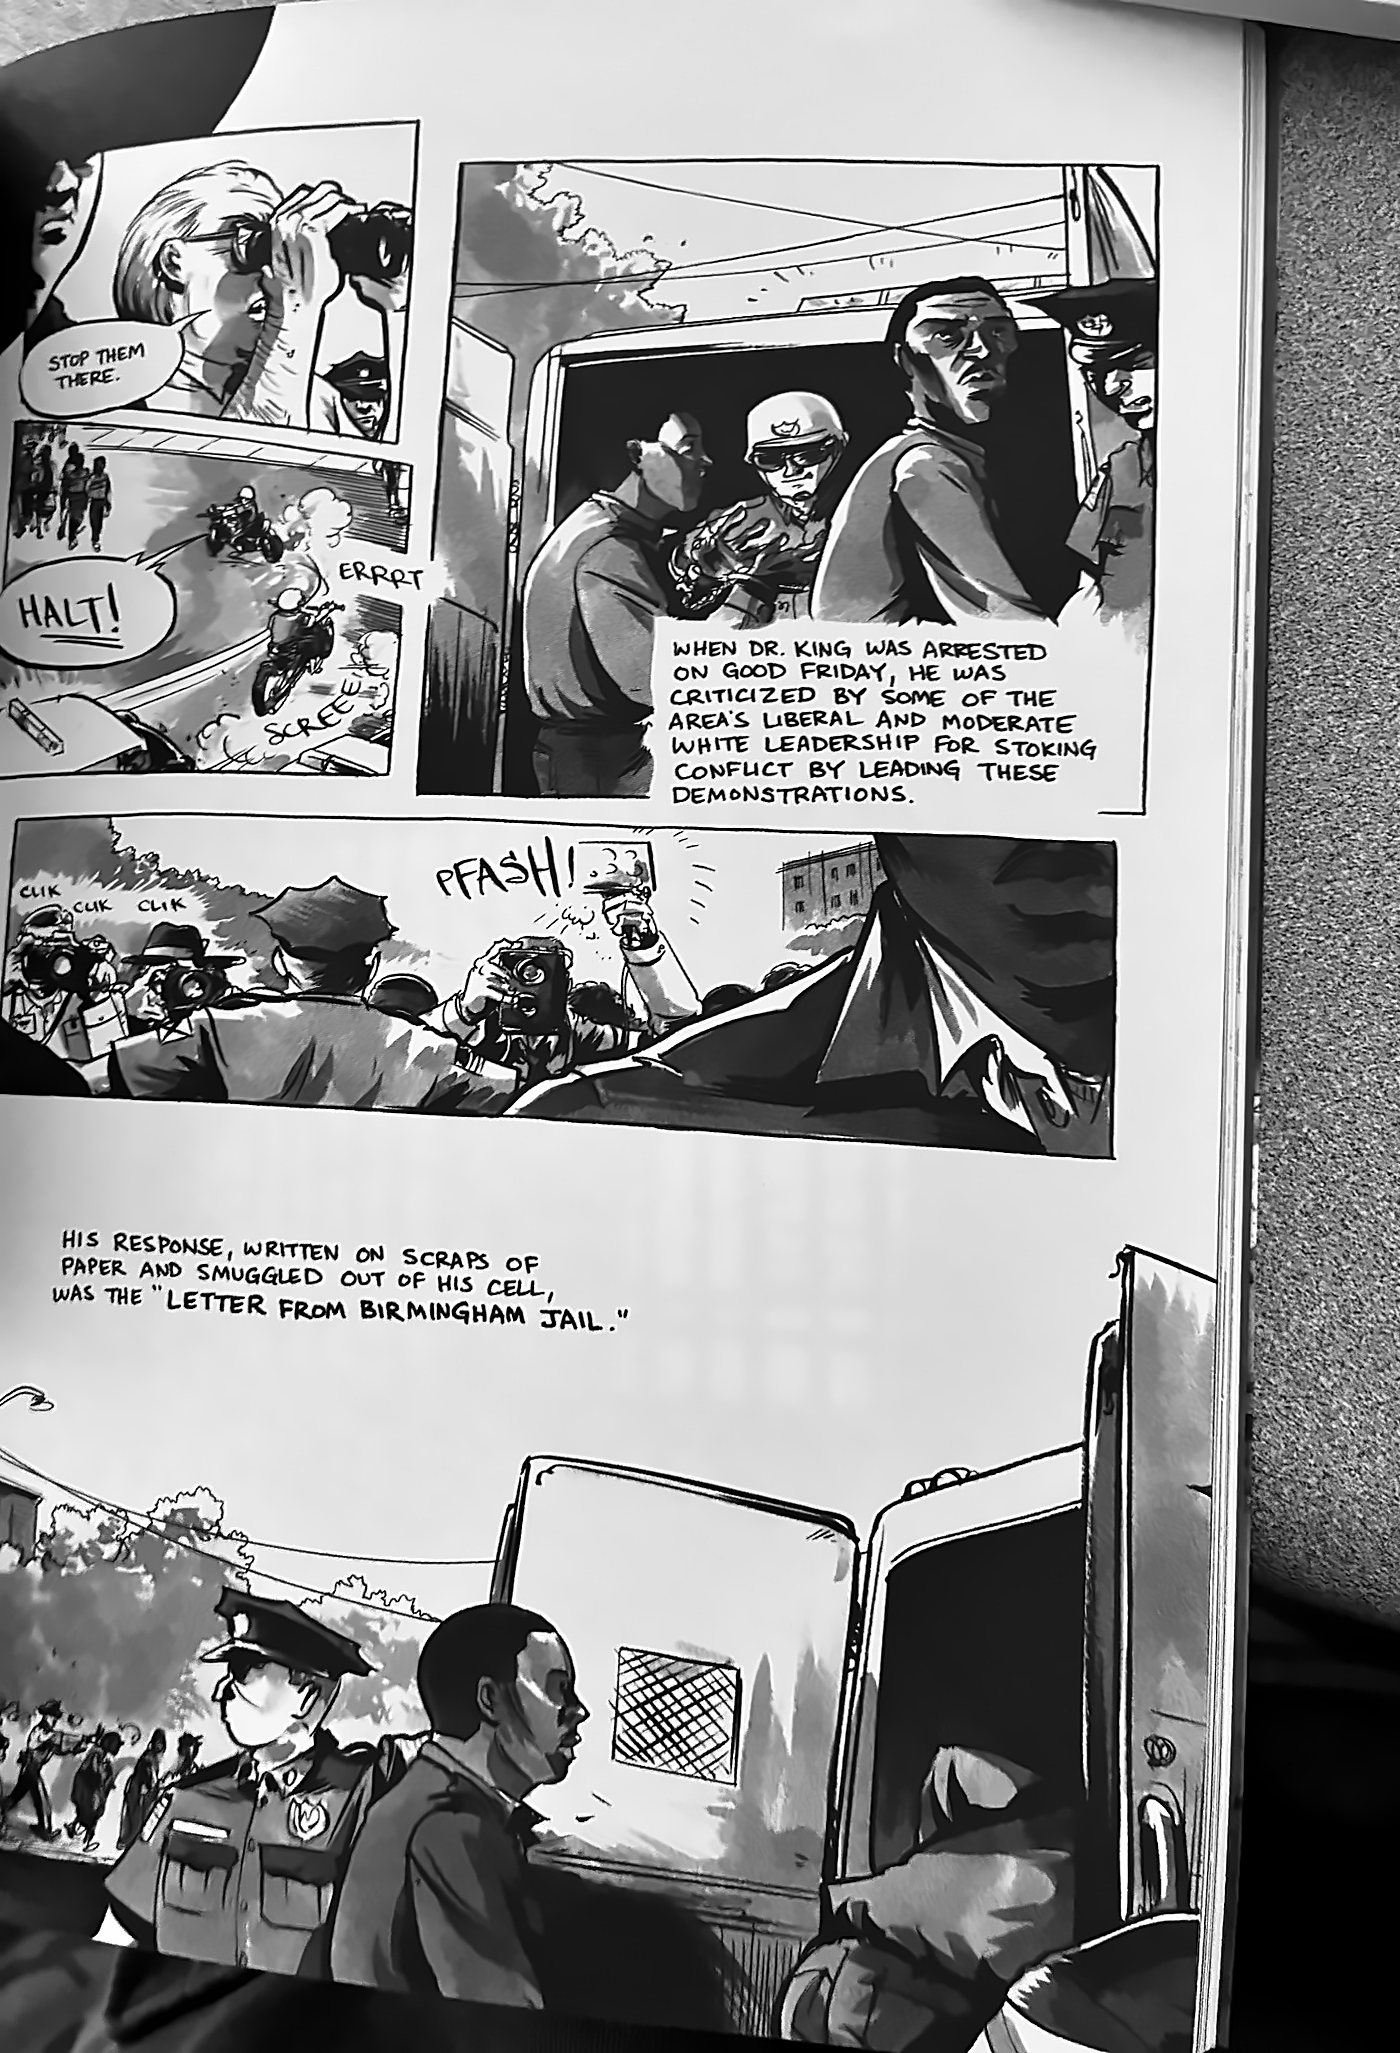 STOP THEM
THERE.
HALT!
ERRRT
SCREEE
WHEN DR. KING WAS ARRESTED
ON GOOD FRIDAY, HE WAS
CRITICIZED BY SOME OF THE
AREA'S LIBERAL AND MODERATE
WHITE LEADERSHIP FOR STOKING
CONFLICT BY LEADING THESE
DEMONSTRATIONS.
CLIK
CLIK CLIK
PFASH!
HIS RESPONSE, WRITTEN ON SCRAPS OF
PAPER AND SMUGGLED OUT OF HIS CELL,
WAS THE "LETTER FROM BIRMINGHAM JAIL."